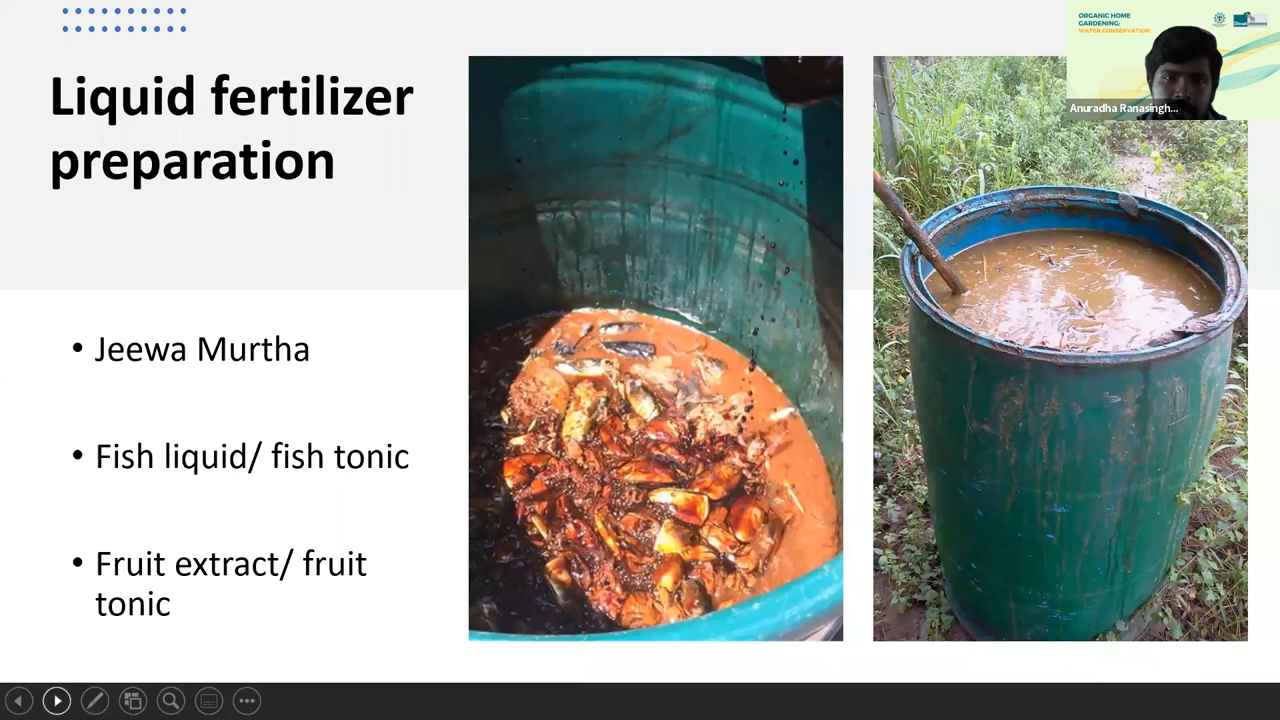 Liquid fertilizer
preparation
• Jeewa Murtha
• Fish liquid/ fish tonic
• Fruit extract/ fruit
tonic
ORGANIC HOME
GARDENING:
WATER CONSERVATION
Anuradha Ranasingh...